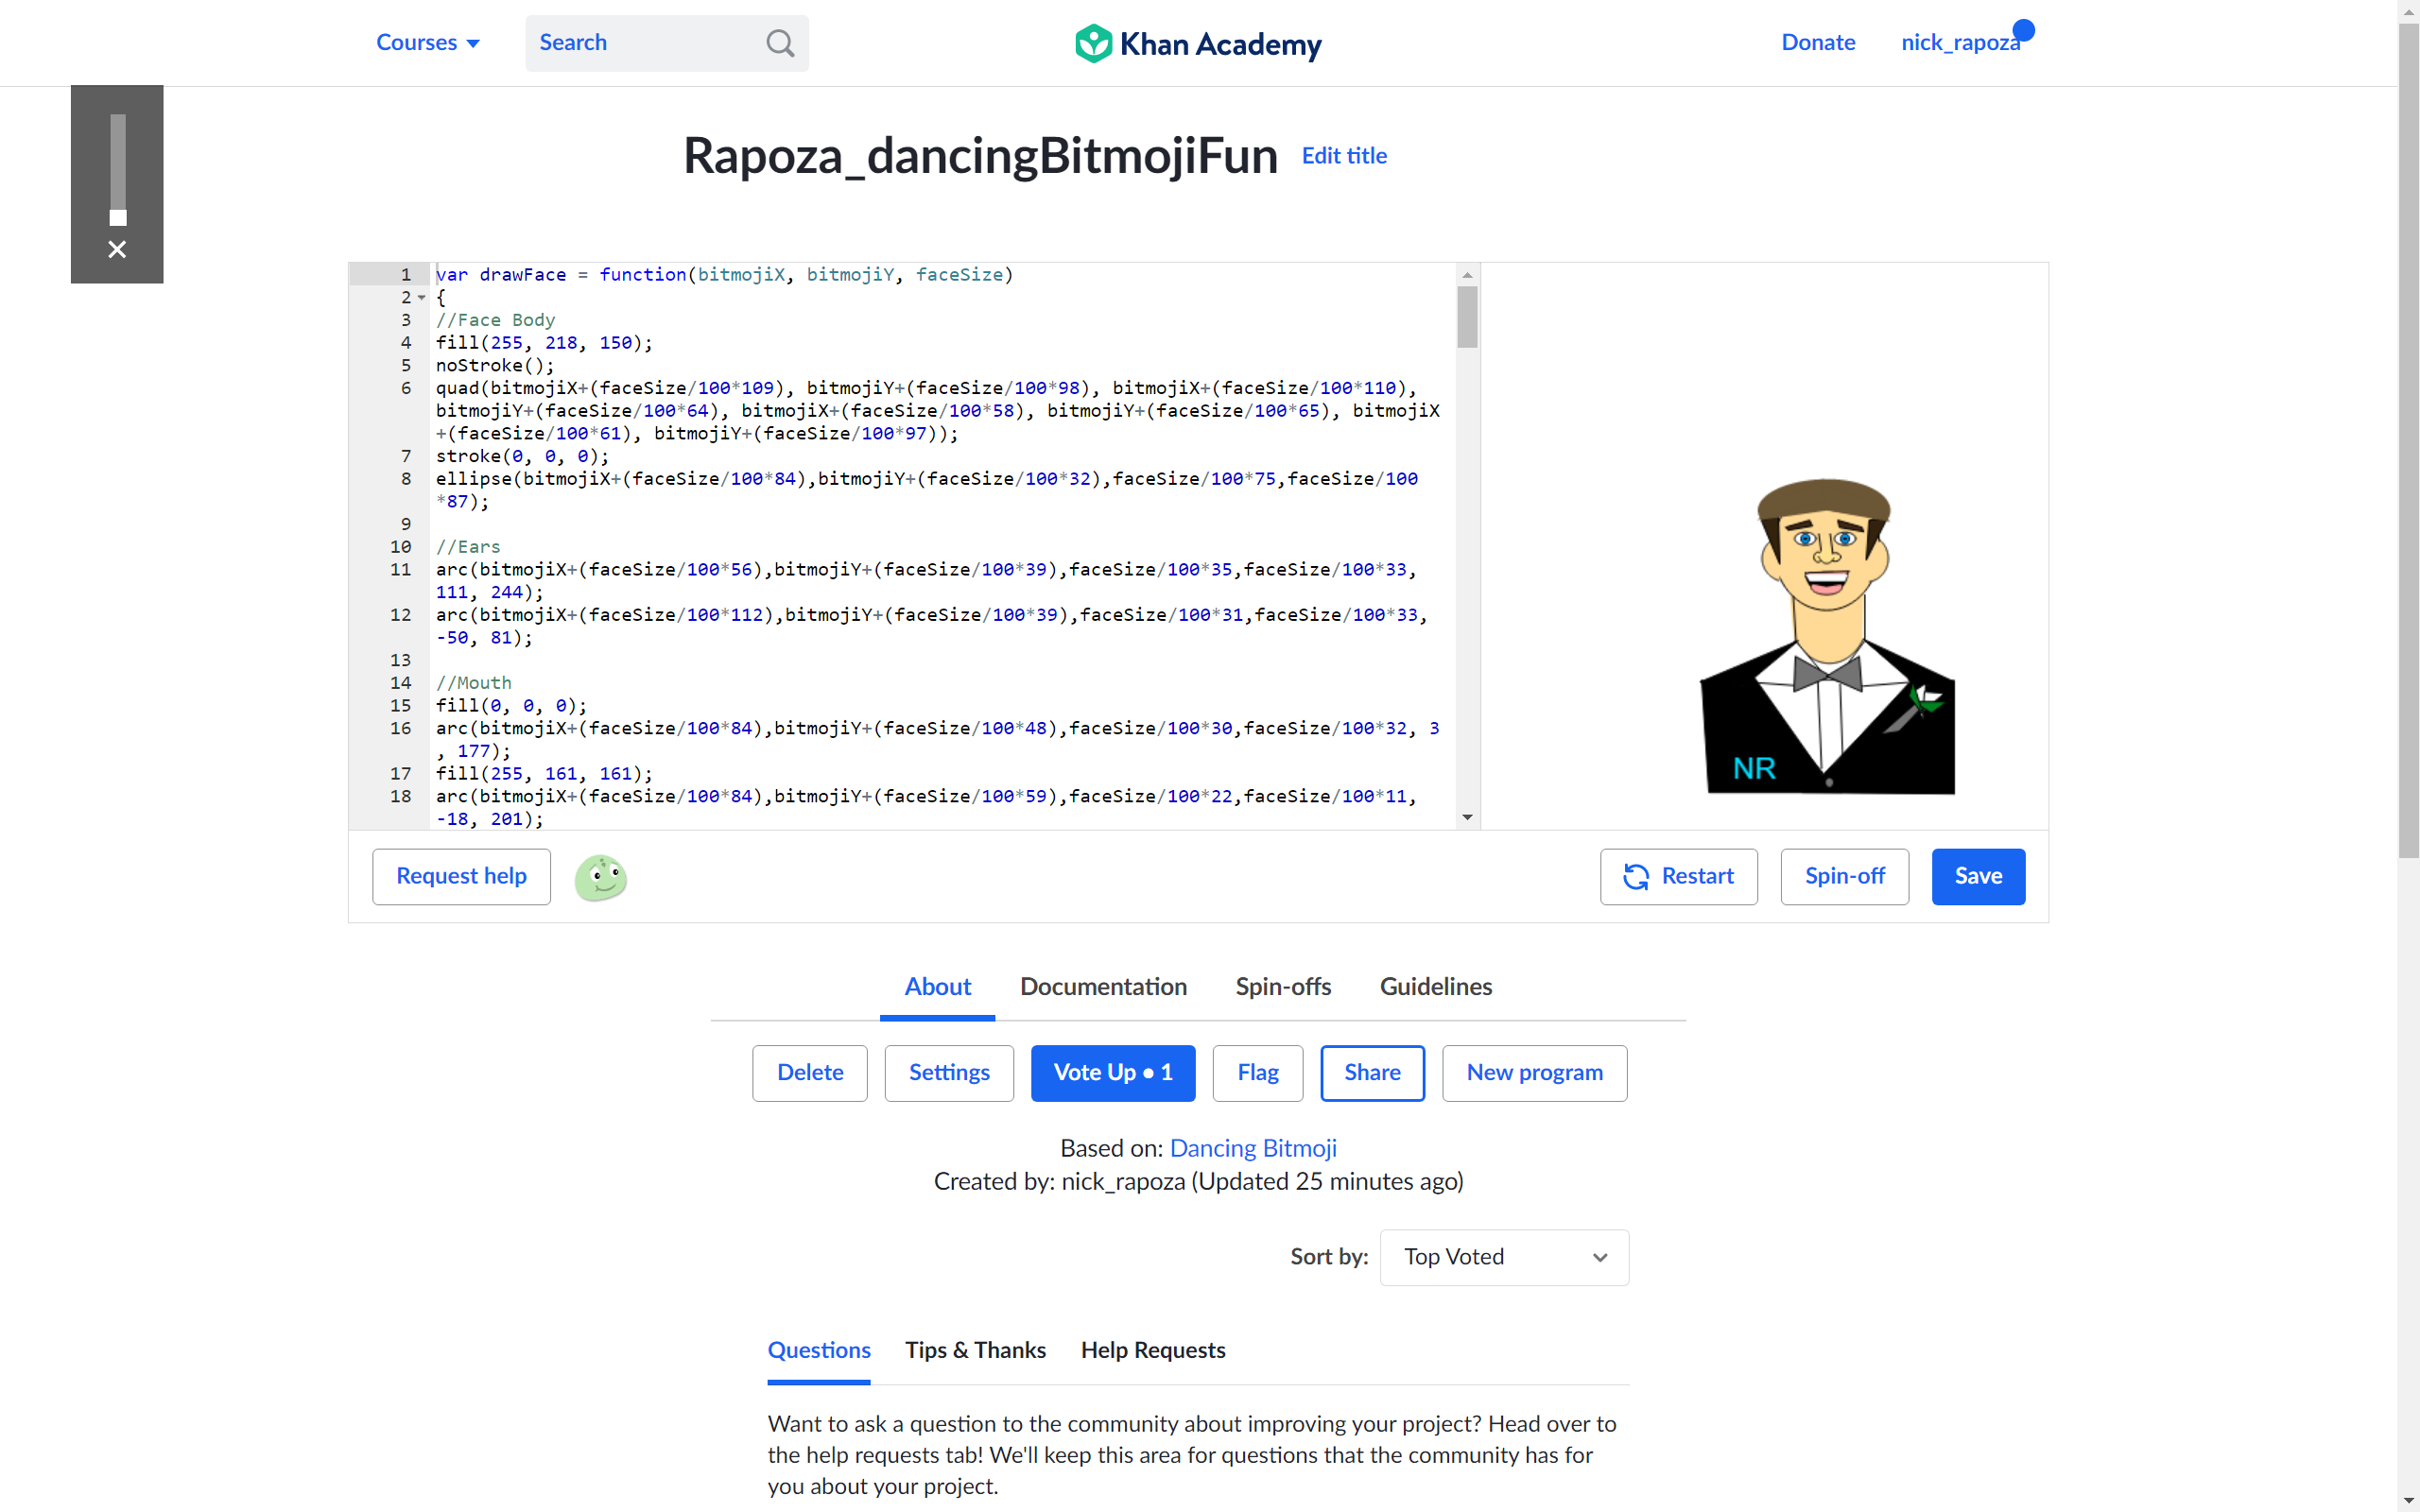 Courses
Search
Khan Academy
Donate
nick_rapoza
Rapoza_dancingBitmojiFun
Edit title
1 var drawFace = function(bitmojiX, bitmojiY, faceSize)
2 {
3 //Face Body
4 fill(255, 218, 150);
5 noStroke();
6 quad(bitmojiX+(faceSize/100*109), bitmojiY+(faceSize/100*98), bitmojiX+(faceSize/100*110),
bitmojiY+(faceSize/100*64), bitmojiX+(faceSize/100*58), bitmojiY+(faceSize/100*65), bitmojiX
+(faceSize/100*61), bitmojiY+(faceSize/100*97));
7 stroke(0, 0, 0);
8 ellipse(bitmojiX+(faceSize/100*84),bitmojiY+(faceSize/100*32),faceSize/100*75,faceSize/100
*87);
9
10 //Ears
11 arc(bitmojiX+(faceSize/100*56),bitmojiY+(faceSize/100*39),faceSize/100*35,faceSize/100*33,
111, 244);
12 arc(bitmojiX+(faceSize/100*112),bitmojiY+(faceSize/100*39),faceSize/100*31,faceSize/100*33,
-50, 81);
13
14 //Mouth
15 fill(0, 0, 0);
16 arc(bitmojiX+(faceSize/100*84),bitmojiY+(faceSize/100*48),faceSize/100*30,faceSize/100*32, 3
, 177);
17 fill(255, 161, 161);
18 arc(bitmojiX+(faceSize/100*84),bitmojiY+(faceSize/100*59),faceSize/100*22,faceSize/100*11,
-18, 201);
NR
Request help
Restart
Spin-off
Save
About
Documentation
Spin-offs
Guidelines
Delete
Settings
Vote Up • 1
Flag
Share
New program
Based on: Dancing Bitmoji
Created by: nick_rapoza (Updated 25 minutes ago)
Sort by:
Top Voted
Questions
Tips & Thanks
Help Requests
Want to ask a question to the community about improving your project? Head over to
the help requests tab! We'll keep this area for questions that the community has for
you about your project.